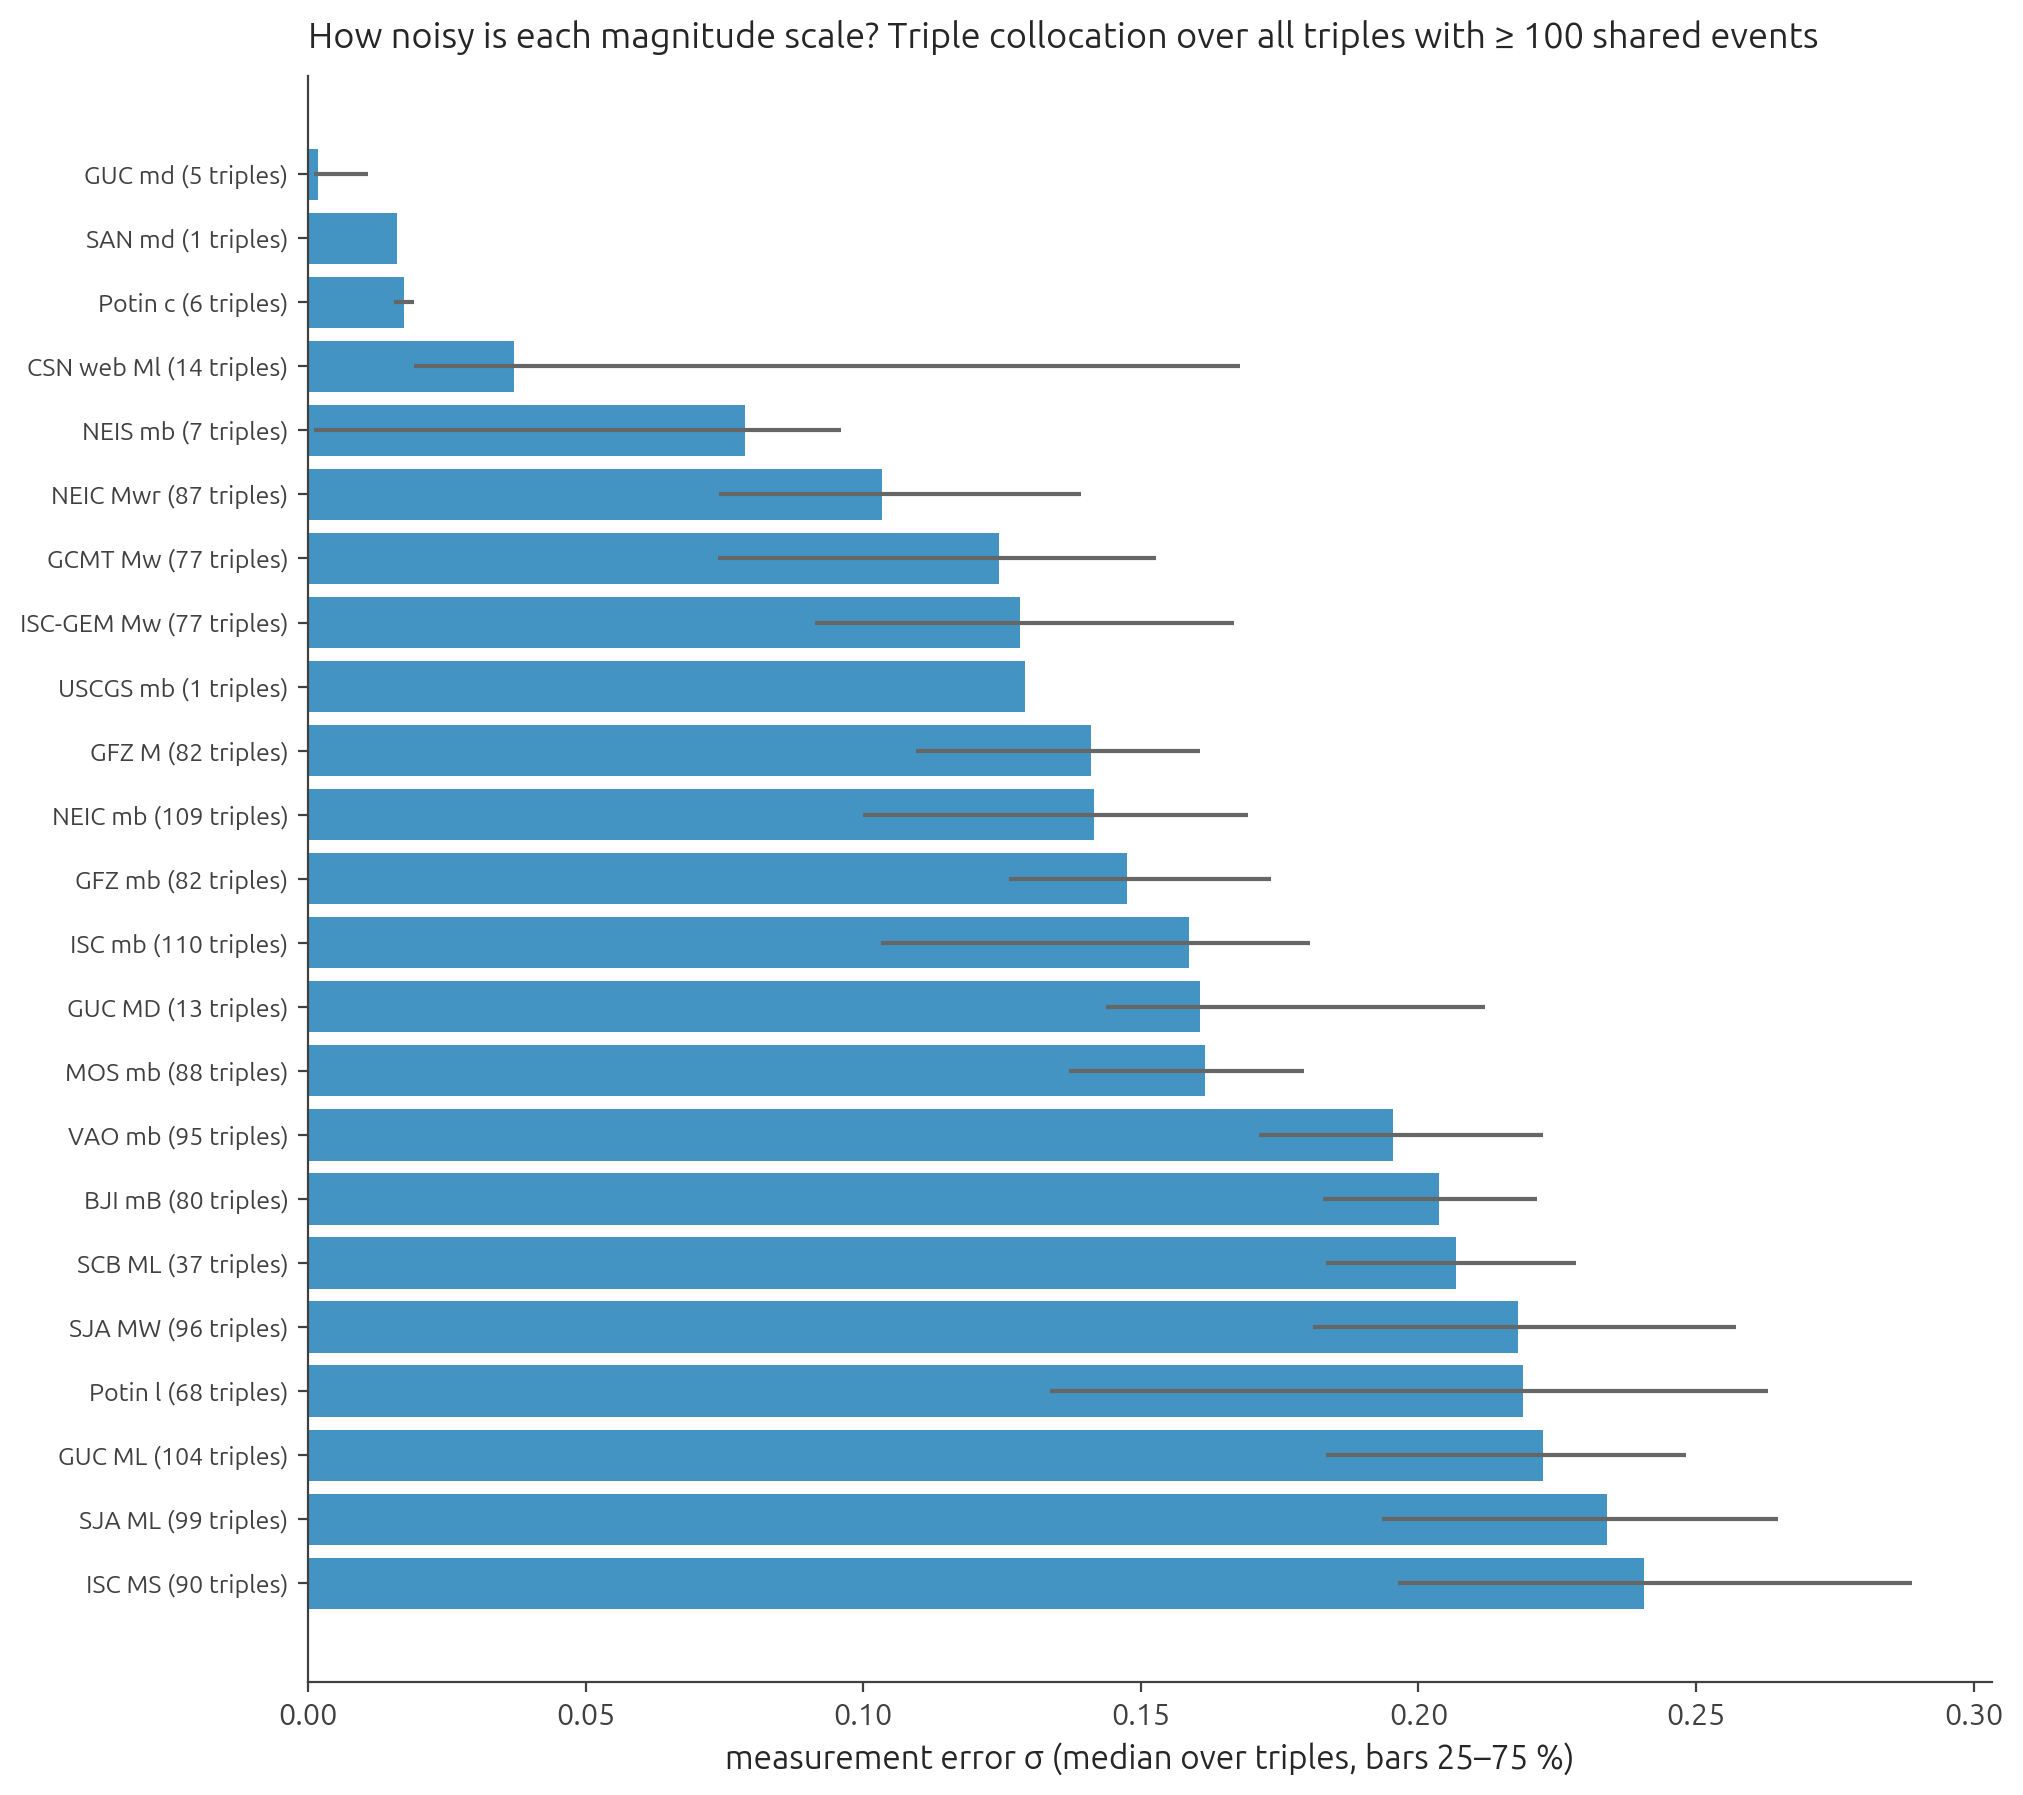 How noisy is each magnitude scale? Triple collocation over all triples with ≥ 100 shared events
GUC md (5 triples)
SAN md (1 triples)
Potin c (6 triples)
CSN web Ml (14 triples)
NEIS mb (7 triples)
NEIC Mwr (87 triples)
GCMT Mw (77 triples)
ISC-GEM Mw (77 triples)
USCGS mb (1 triples)
GFZ M (82 triples)
NEIC mb (109 triples)
GFZ mb (82 triples)
ISC mb (110 triples)
GUC MD (13 triples)
MOS mb (88 triples)
VAO mb (95 triples)
BJI mB (80 triples)
SCB ML (37 triples)
SJA MW (96 triples)
Potin l (68 triples)
GUC ML (104 triples)
SJA ML (99 triples)
ISC MS (90 triples)
0.00 0.05 0.10 0.15 0.20 0.25 0.30
measurement error σ (median over triples, bars 25–75 %)